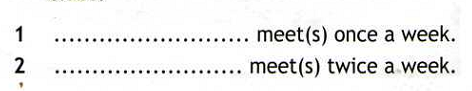 1 .......................... meet(s) once a week.
2 ......................... meet(s) twice a week.